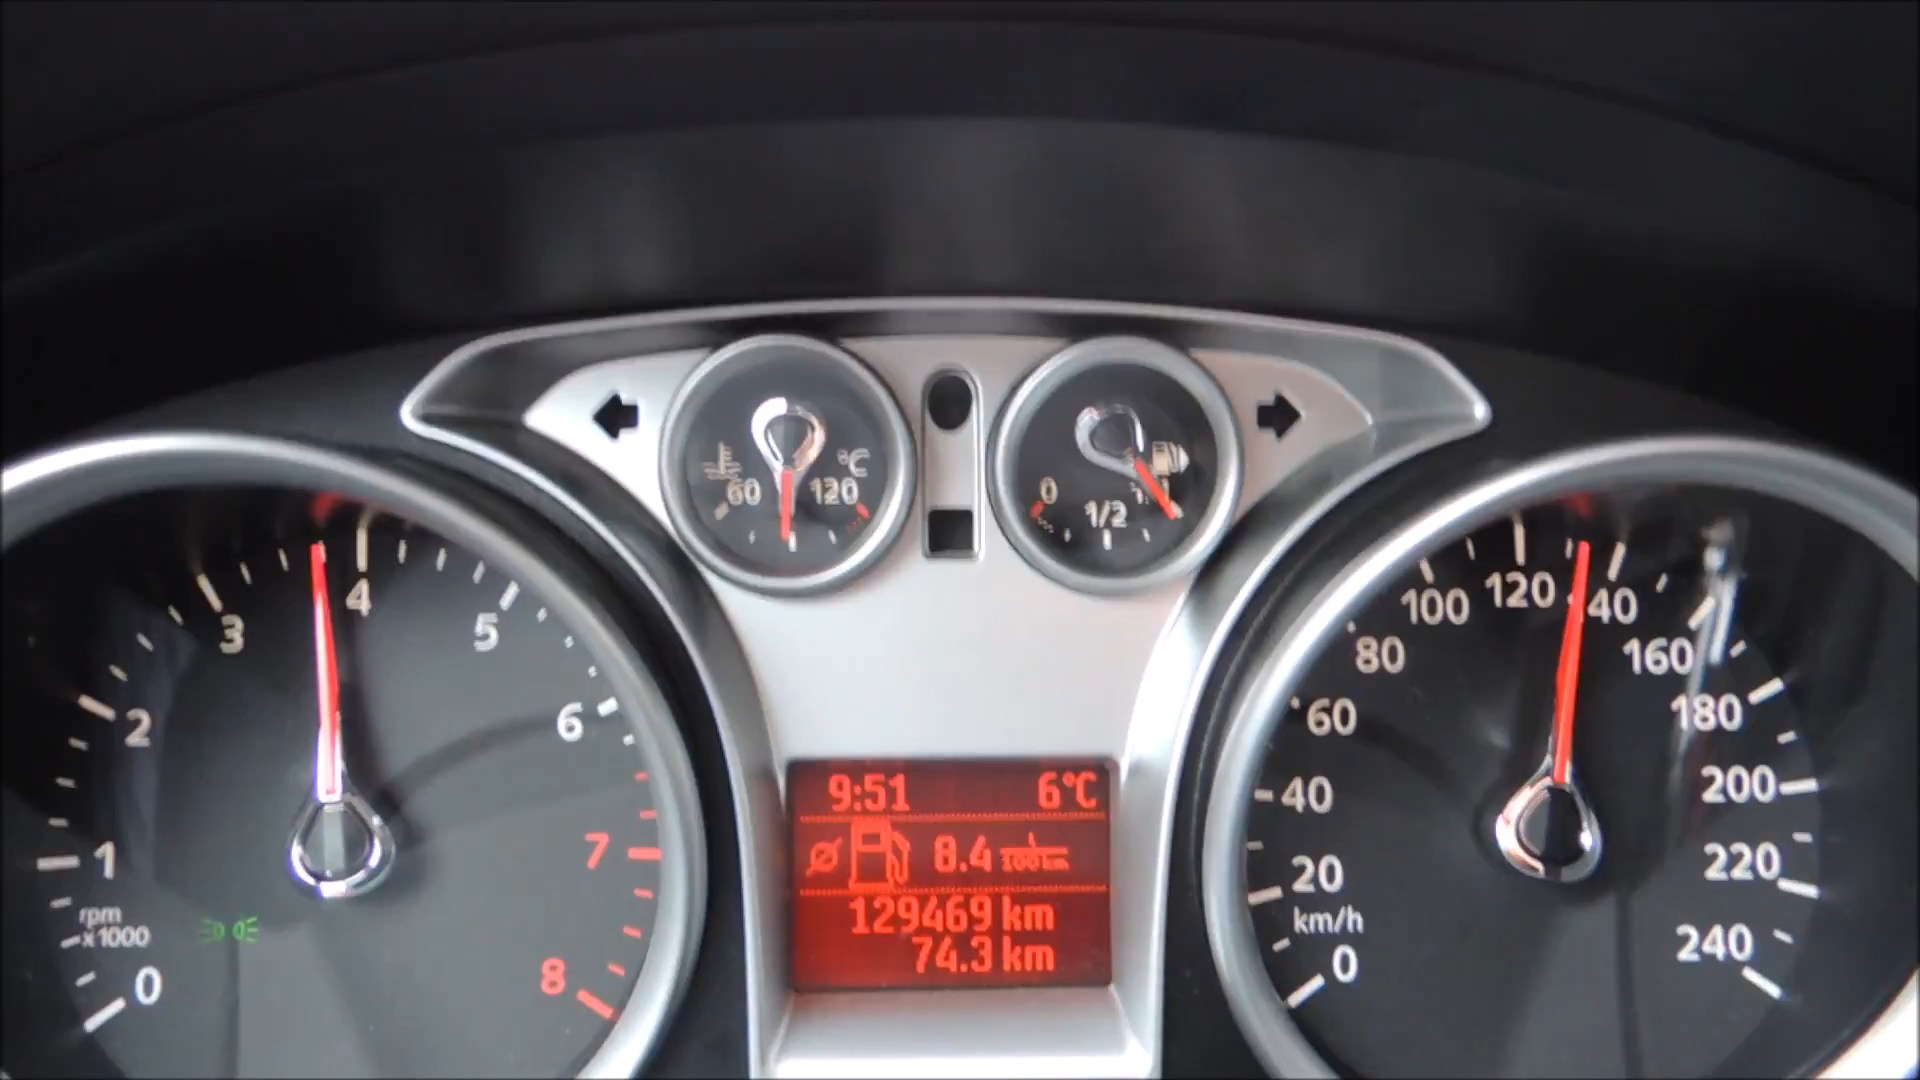 60 120 °C
0 1/2
0 1 2 3 4 5 6 7 8
rpm
x1000
9:51 6°C
8.4 l/100km
129469 km
74.3 km
0 20 40 60 80 100 120 140 160 180 200 220 240
km/h